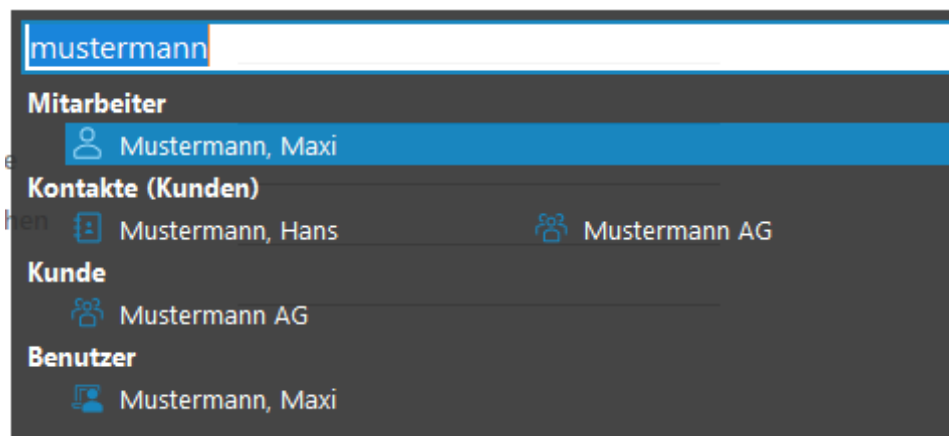 mustermann
Mitarbeiter
Mustermann, Maxi
Kontakte (Kunden)
Mustermann, Hans Mustermann AG
Kunde
Mustermann AG
Benutzer
Mustermann, Maxi